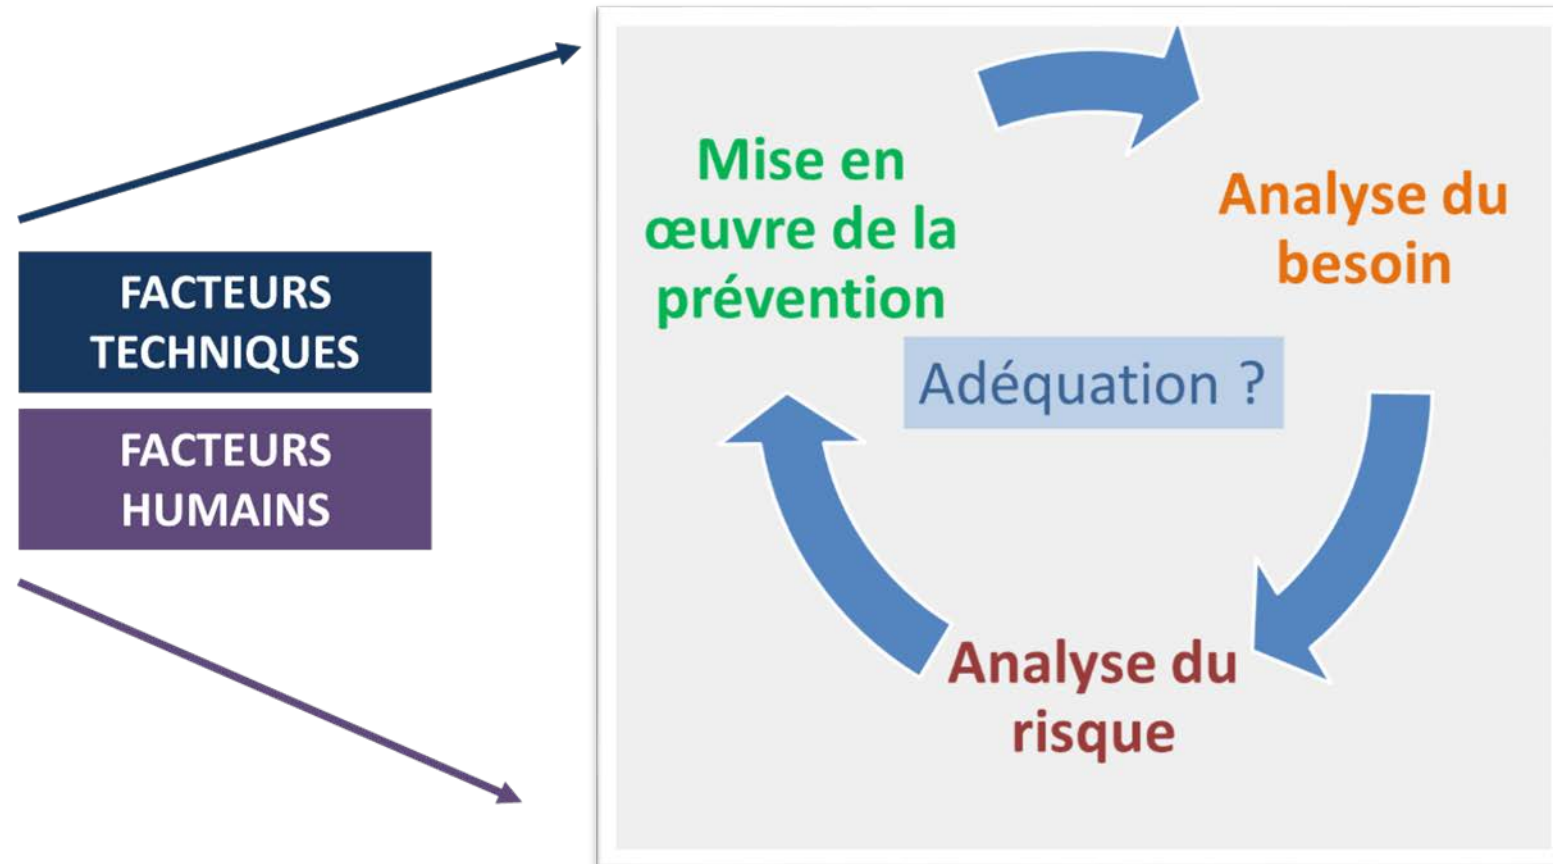 FACTEURS
TECHNIQUES
FACTEURS
HUMAINS
Mise en
œuvre de la
prévention
Analyse du
besoin
Adéquation ?
Analyse du
risque